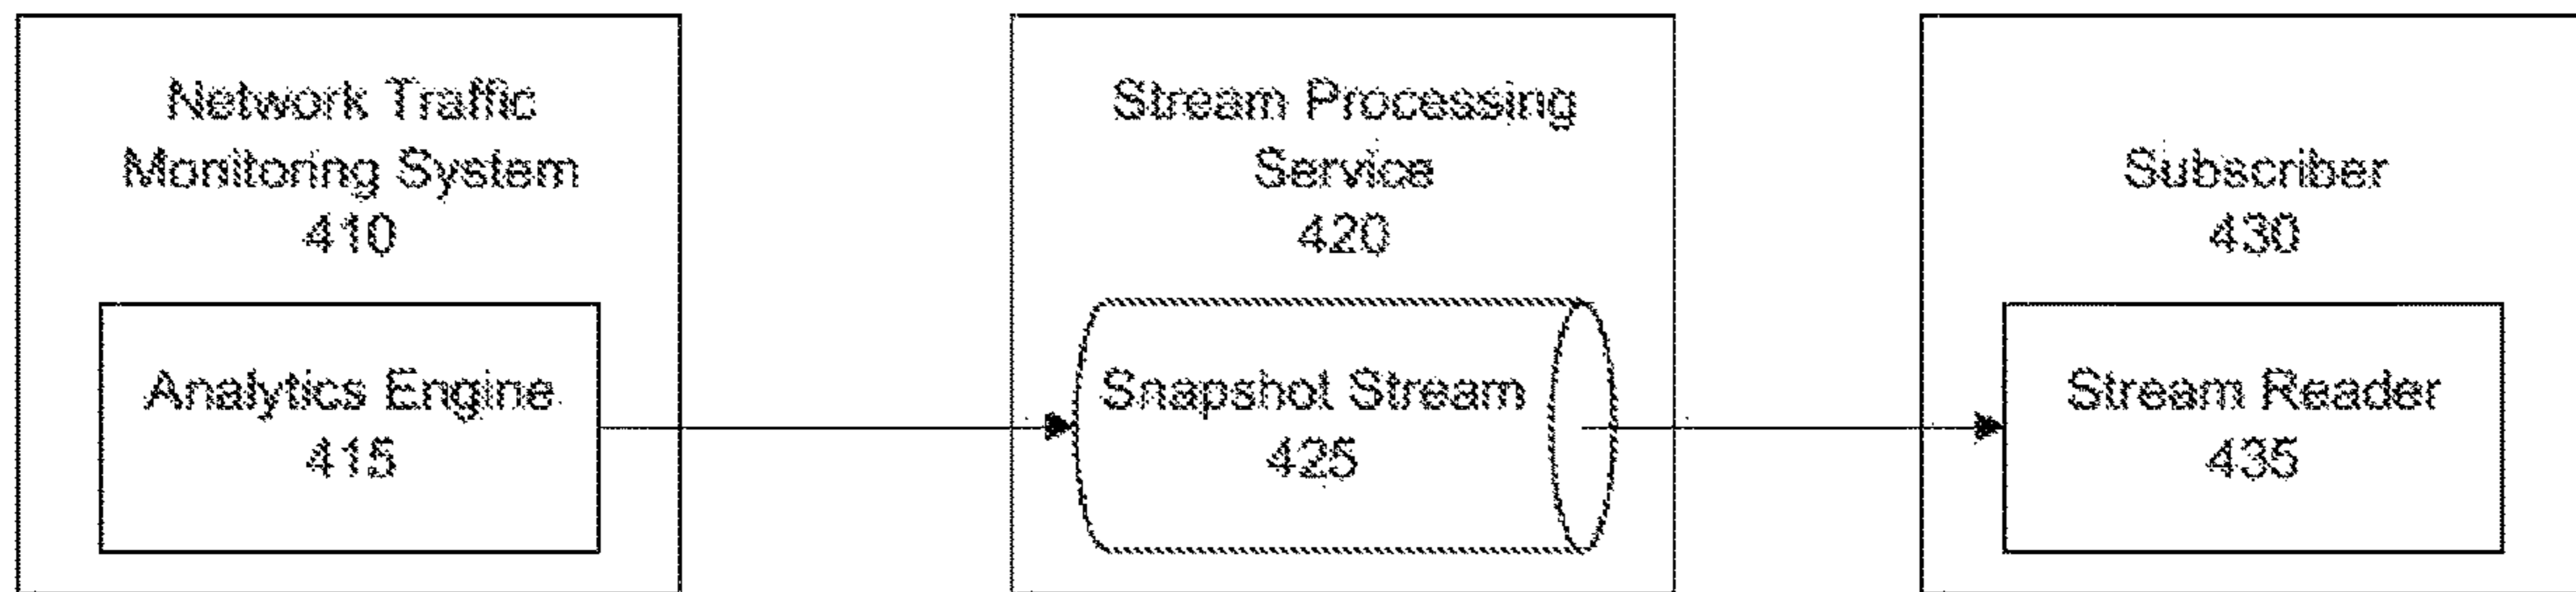 Network Traffic
Monitoring System
410
Analytics Engine
415
Stream Processing
Service
420
Snapshot Stream
425
Subscriber
430
Stream Reader
435